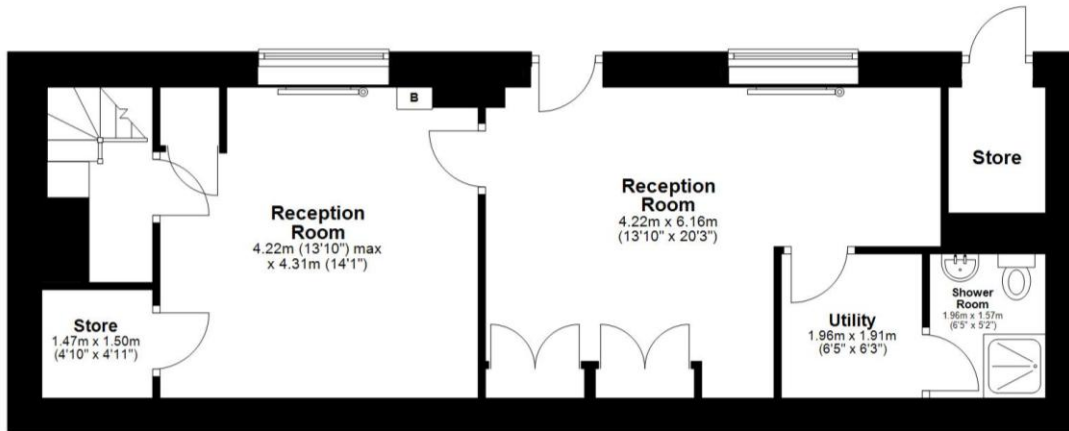 B
Reception
Room
4.22m (13'10") max
x 4.31m (14'1")
Reception
Room
4.22m x 6.16m
(13'10" x 20'3")
Store
Store
1.47m x 1.50m
(4'10" x 4'11")
Utility
1.96m x 1.91m
(6'5" x 6'3")
Shower
Room
1.96m x 1.57m
(6'5" x 5'2")